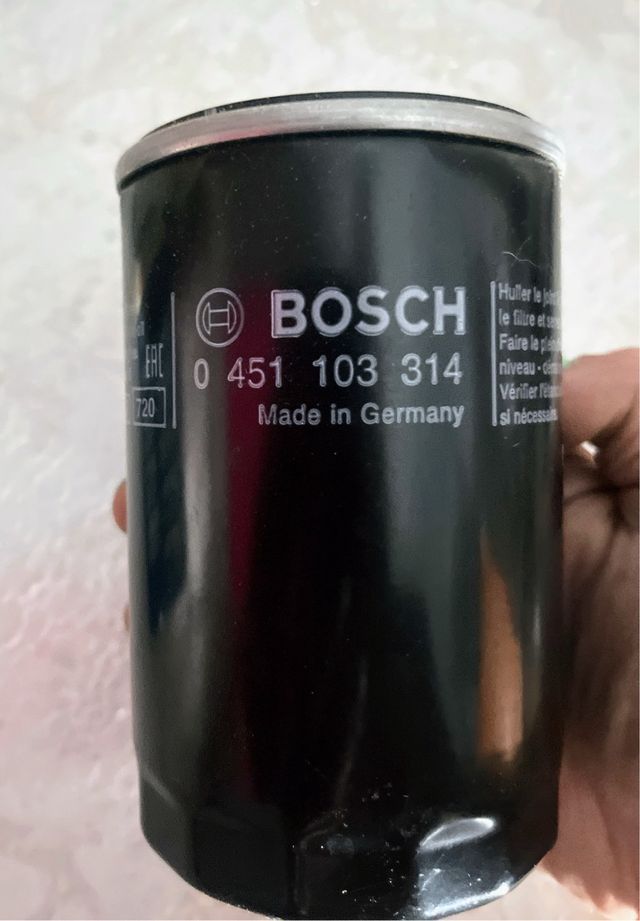 EAC
720
BOSCH
0 451 103 314
Made in Germany
Huiler le
le filtre et
Faire le
niveau -
Vérifier
si